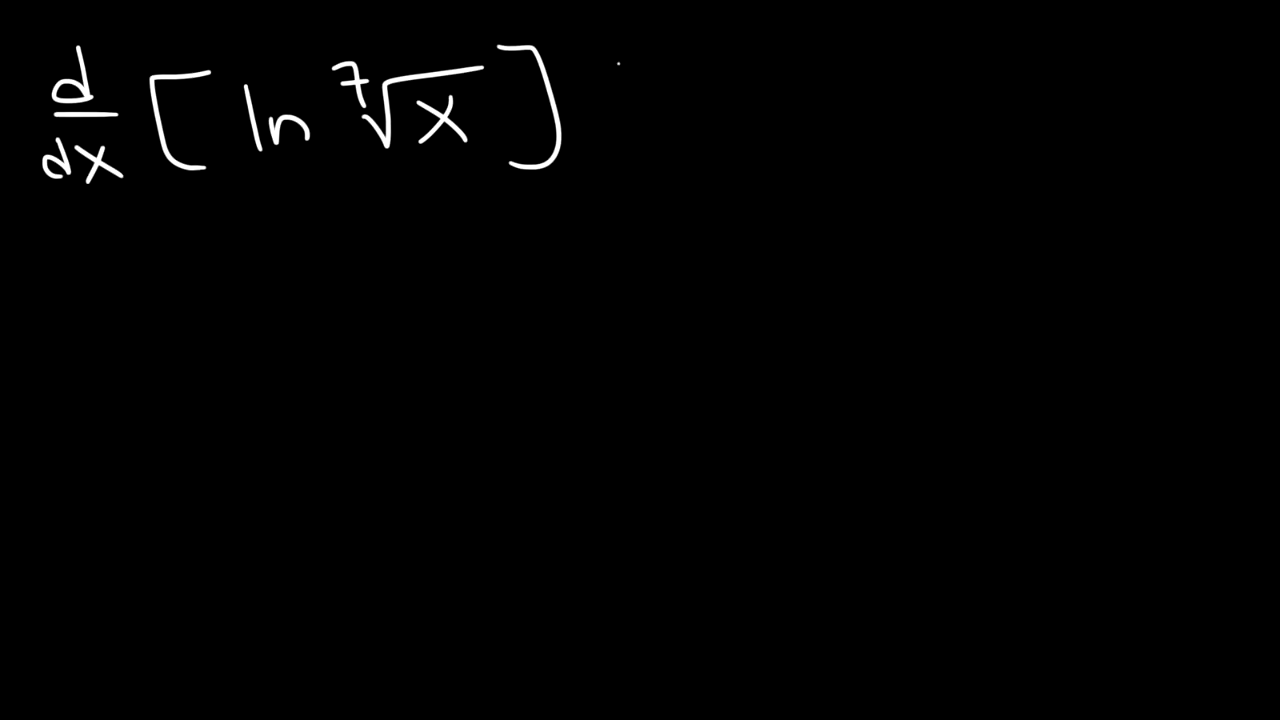 d/dx [ ln ⁷√x ]